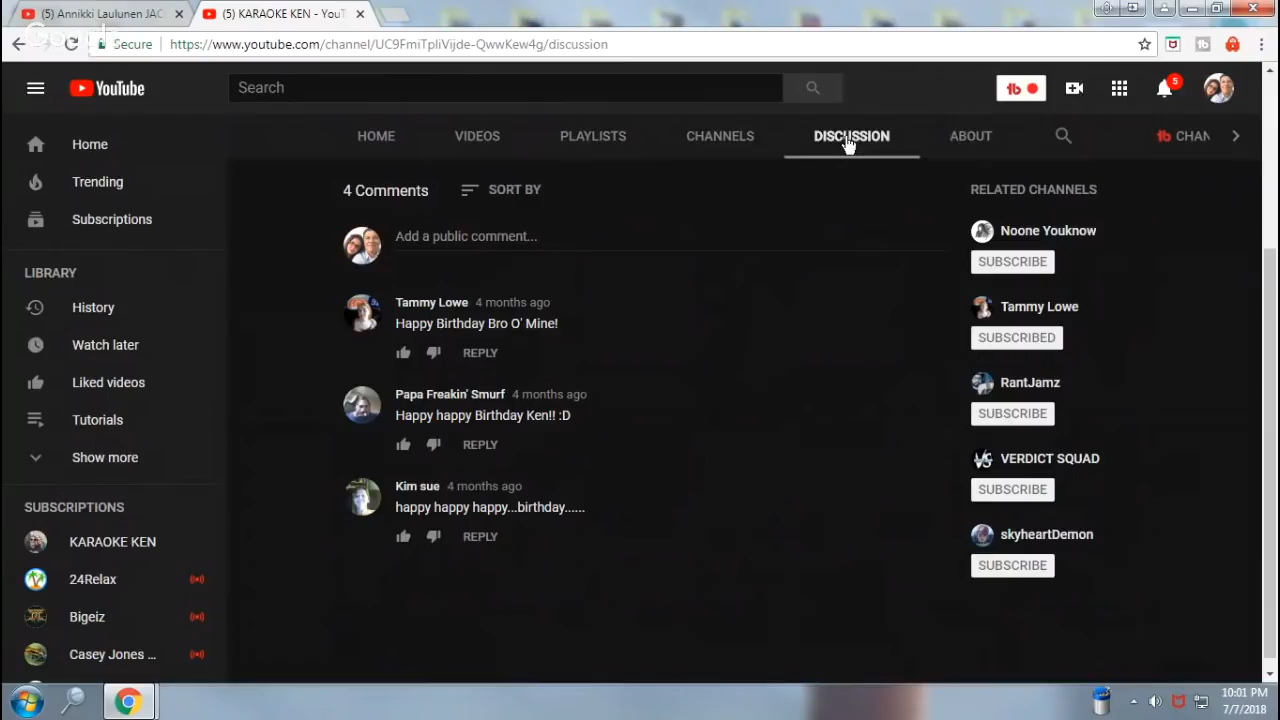 (5) Annikki Laulunen JAC
(5) KARAOKE KEN - YouT
Secure
https://www.youtube.com/channel/UC9FmiTpliVijde-QwwKew4g/discussion
YouTube
Search
tb
5
HOME
VIDEOS
PLAYLISTS
CHANNELS
DISCUSSION
ABOUT
tb CHAN
Home
Trending
Subscriptions
LIBRARY
History
Watch later
Liked videos
Tutorials
Show more
SUBSCRIPTIONS
KARAOKE KEN
24Relax
Bigeiz
Casey Jones ...
4 Comments
SORT BY
Add a public comment...
Tammy Lowe 4 months ago
Happy Birthday Bro O' Mine!
REPLY
Papa Freakin' Smurf 4 months ago
Happy happy Birthday Ken!! :D
REPLY
Kim sue 4 months ago
happy happy happy...birthday......
REPLY
RELATED CHANNELS
Noone Youknow
SUBSCRIBE
Tammy Lowe
SUBSCRIBED
RantJamz
SUBSCRIBE
VERDICT SQUAD
SUBSCRIBE
skyheartDemon
SUBSCRIBE
10:01 PM
7/7/2018